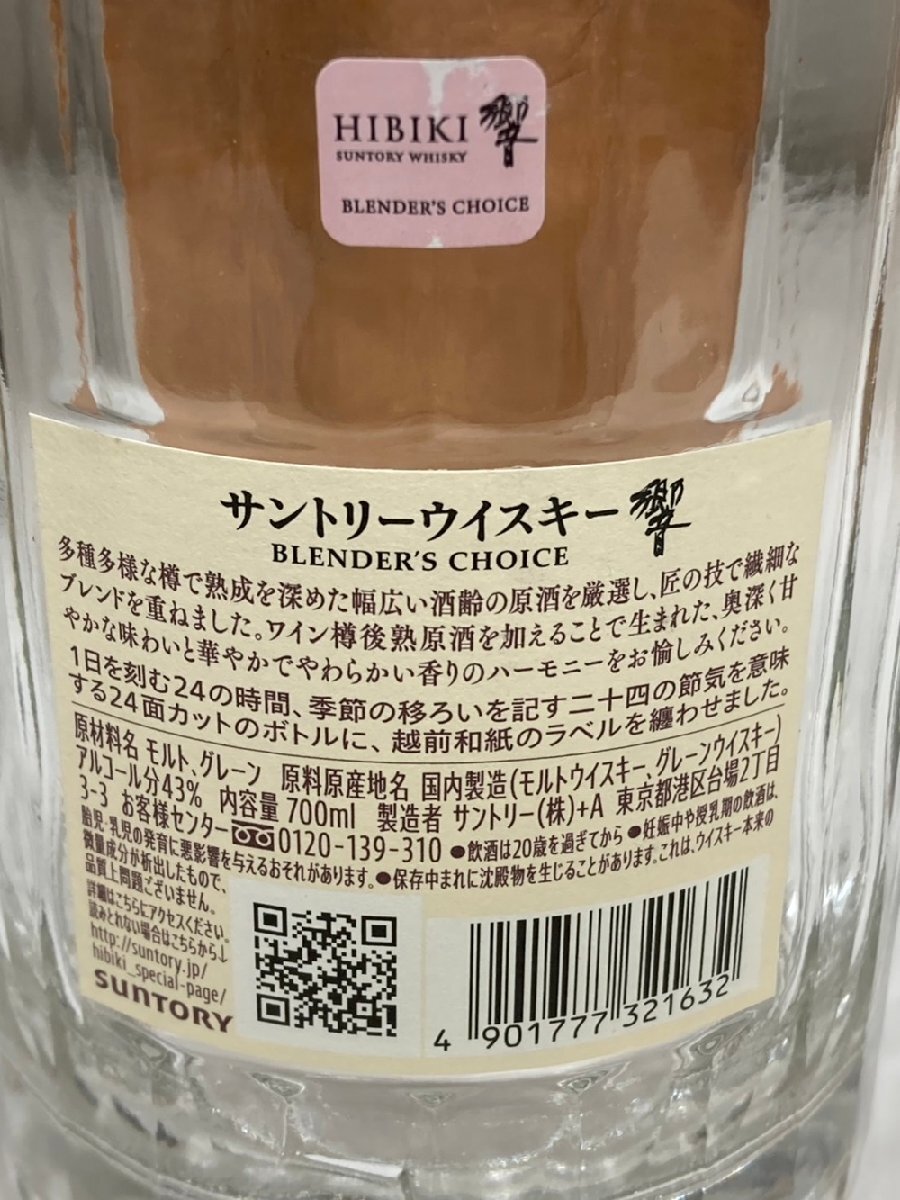 HIBIKI 響
SUNTORY WHISKY
BLENDER'S CHOICE
サントリーウイスキー 響
BLENDER'S CHOICE
多種多様な樽で熟成を深めた幅広い酒齢の原酒を厳選し、匠の技で繊細な
ブレンドを重ねました。ワイン樽後熟原酒を加えることで生まれた、奥深く甘
やかな味わいと華やかでやわらかい香りのハーモニーをお愉しみください。
1日を刻む24の時間、季節の移ろいを記す二十四の節気を意味
する24面カットのボトルに、越前和紙のラベルを纏わせました。
原材料名 モルト、グレーン 原料原産地名 国内製造(モルトウイスキー、グレーンウイスキー)
アルコール分43% 内容量 700ml 製造者 サントリー(株)+A 東京都港区台場2丁目
3-3 お客様センター 0120-139-310 ●飲酒は20歳を過ぎてから ●妊娠中や授乳期の飲酒は、
胎児・乳児の発育に悪影響を与えるおそれがあります。●保存中まれに沈殿物を生じることがあります。これは、ウイスキー本来の
微量成分が析出したもので、
品質上問題ございません。
詳細はこちらにアクセスください。
読みとれない場合はこちらから↓
http://suntory.jp/
hibiki_special-page/
SUNTORY
4 901777 321632